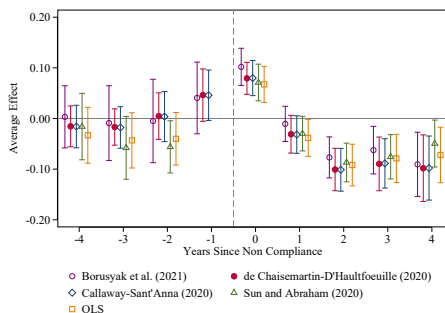 0.20
0.10
0.00
-0.10
-0.20
Average Effect
-4 -3 -2 -1 0 1 2 3 4
Years Since Non Compliance
Borusyak et al. (2021) de Chaisemartin-D'Haultfoeuille (2020)
Callaway-Sant'Anna (2020) Sun and Abraham (2020)
OLS